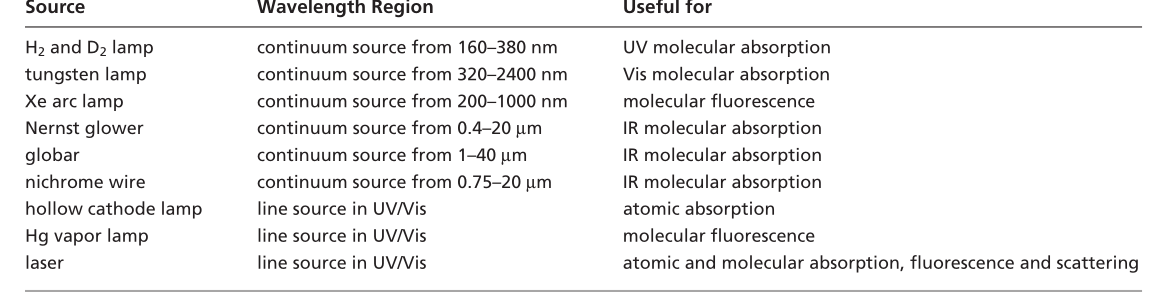 Source Wavelength Region Useful for
H₂ and D₂ lamp continuum source from 160–380 nm UV molecular absorption
tungsten lamp continuum source from 320–2400 nm Vis molecular absorption
Xe arc lamp continuum source from 200–1000 nm molecular fluorescence
Nernst glower continuum source from 0.4–20 μm IR molecular absorption
globar continuum source from 1–40 μm IR molecular absorption
nichrome wire continuum source from 0.75–20 μm IR molecular absorption
hollow cathode lamp line source in UV/Vis atomic absorption
Hg vapor lamp line source in UV/Vis molecular fluorescence
laser line source in UV/Vis atomic and molecular absorption, fluorescence and scattering